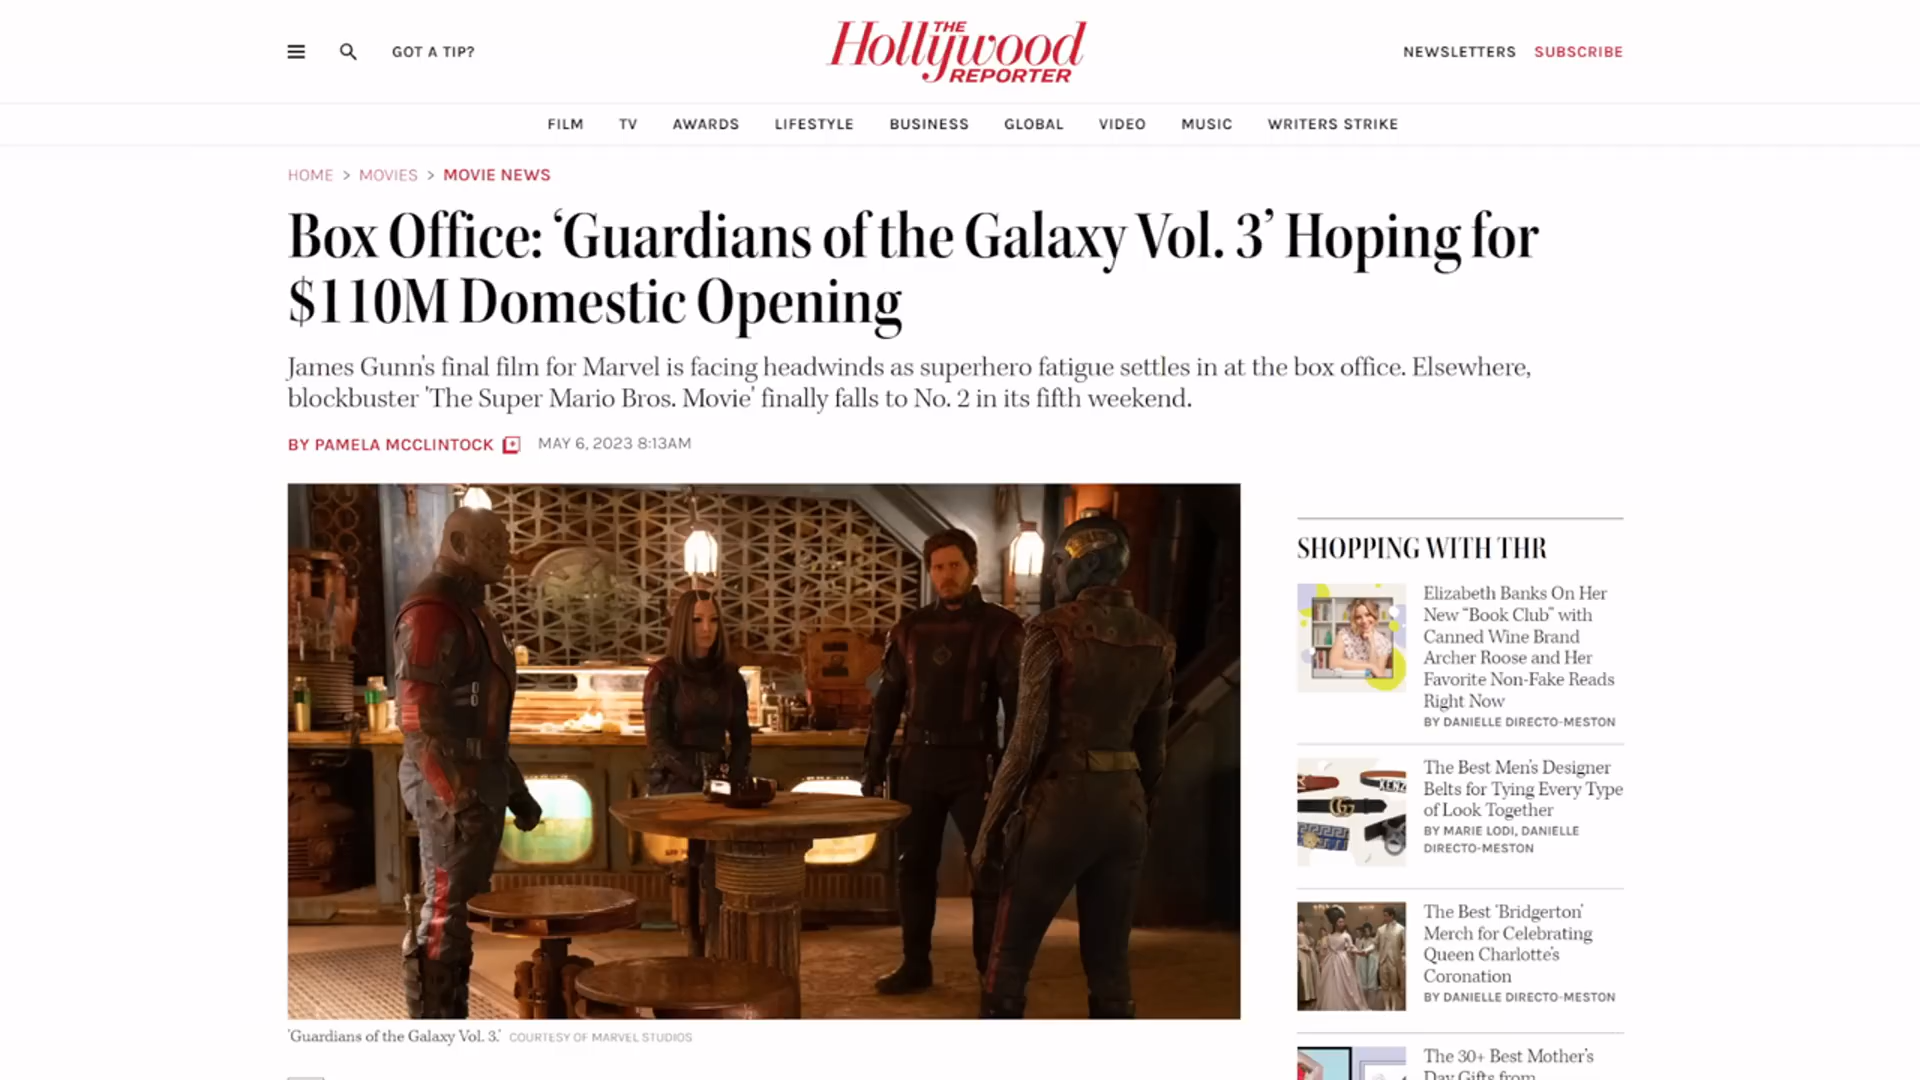 GOT A TIP?
THE
Hollywood
REPORTER
NEWSLETTERS SUBSCRIBE
FILM TV AWARDS LIFESTYLE BUSINESS GLOBAL VIDEO MUSIC WRITERS STRIKE
HOME > MOVIES > MOVIE NEWS
Box Office: ‘Guardians of the Galaxy Vol. 3’ Hoping for
$110M Domestic Opening
James Gunn's final film for Marvel is facing headwinds as superhero fatigue settles in at the box office. Elsewhere,
blockbuster 'The Super Mario Bros. Movie' finally falls to No. 2 in its fifth weekend.
BY PAMELA MCCLINTOCK MAY 6, 2023 8:13AM
'Guardians of the Galaxy Vol. 3.' COURTESY OF MARVEL STUDIOS
SHOPPING WITH THR
Elizabeth Banks On Her
New “Book Club” with
Canned Wine Brand
Archer Roose and Her
Favorite Non-Fake Reads
Right Now
BY DANIELLE DIRECTO-MESTON
KENZ
The Best Men’s Designer
Belts for Tying Every Type
of Look Together
BY MARIE LODI, DANIELLE
DIRECTO-MESTON
The Best ‘Bridgerton’
Merch for Celebrating
Queen Charlotte’s
Coronation
BY DANIELLE DIRECTO-MESTON
The 30+ Best Mother’s
Day Gifts from